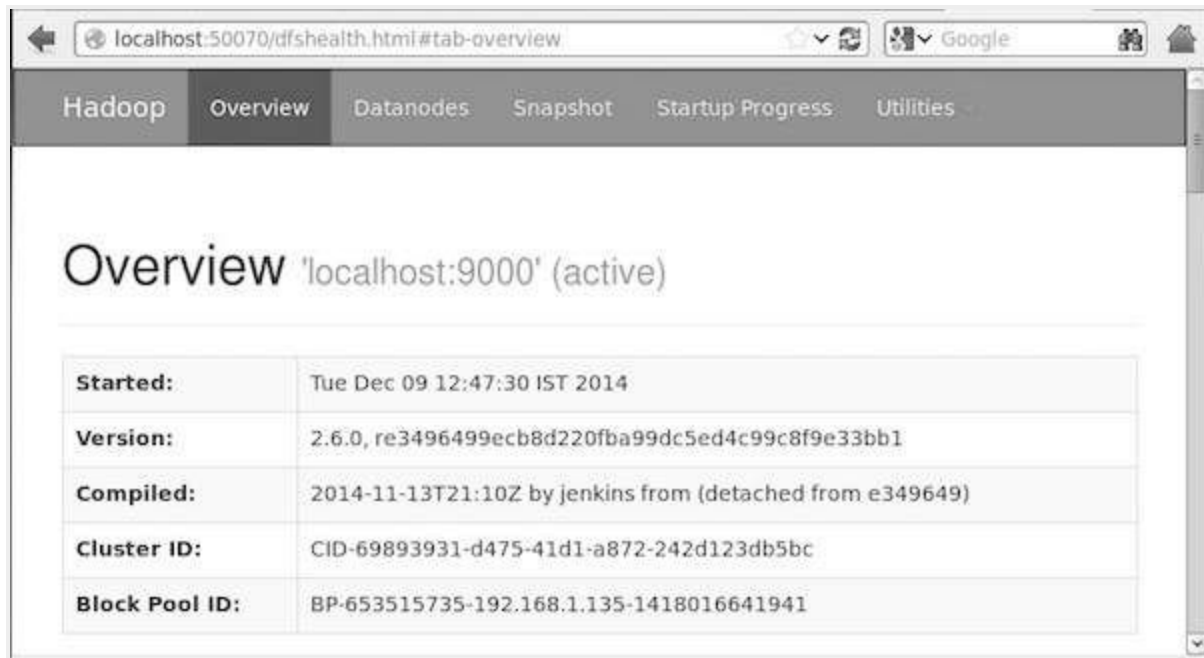 localhost:50070/dfshealth.html#tab-overview Google
Hadoop Overview Datanodes Snapshot Startup Progress Utilities
Overview 'localhost:9000' (active)
Started: Tue Dec 09 12:47:30 IST 2014
Version: 2.6.0, re3496499ecb8d220fba99dc5ed4c99c8f9e33bb1
Compiled: 2014-11-13T21:10Z by jenkins from (detached from e349649)
Cluster ID: CID-69893931-d475-41d1-a872-242d123db5bc
Block Pool ID: BP-653515735-192.168.1.135-1418016641941